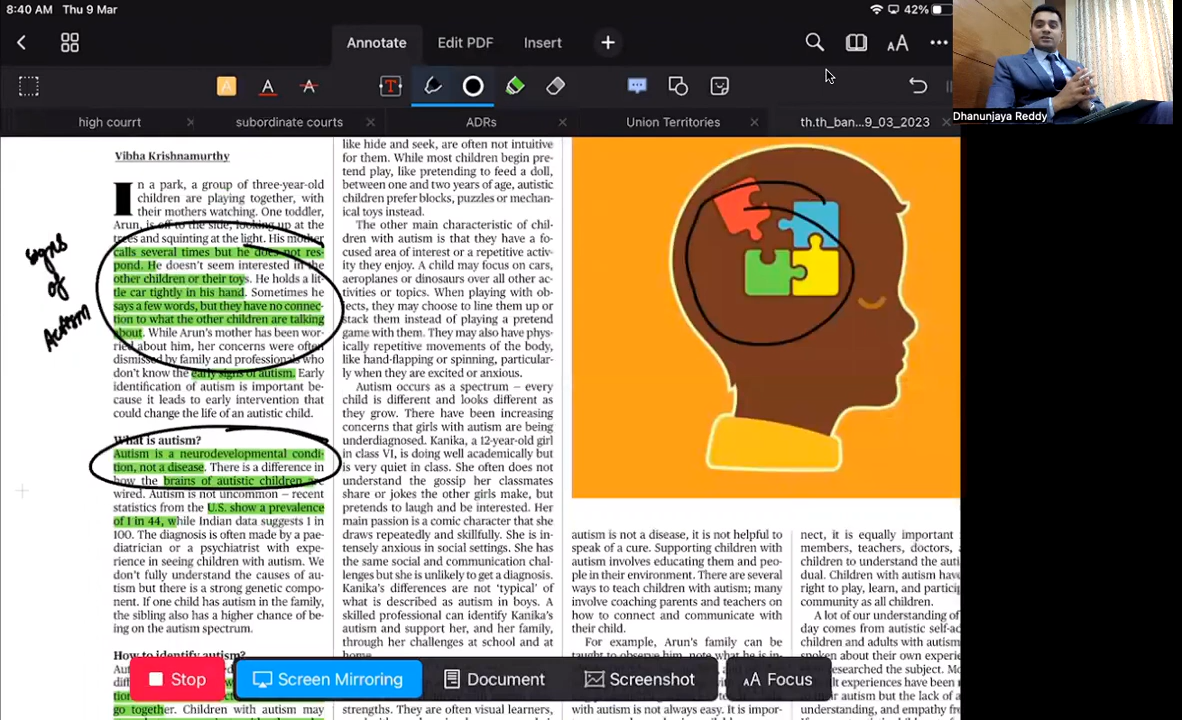 8:40 AM Thu 9 Mar
42%
Annotate
Edit PDF
Insert
Dhanunjaya Reddy
high courrt
subordinate courts
ADRs
Union Territories
th.th_ban...9_03_2023
signs
of
Autism
Vibha Krishnamurthy
In a park, a group of three-year-old
children are playing together, with
their mothers watching. One toddler,
Arun, is off to the side, looking up at the
trees and squinting at the light. His mother
calls several times but he does not res-
pond. He doesn't seem interested in the
other children or their toys. He holds a lit-
tle car tightly in his hand. Sometimes he
says a few words, but they have no connec-
tion to what the other children are talking
about. While Arun's mother has been wor-
ried about him, her concerns were often
dismissed by family and professionals who
don't know the early signs of autism. Early
identification of autism is important be-
cause it leads to early intervention that
could change the life of an autistic child.
What is autism?
Autism is a neurodevelopmental condi-
tion, not a disease. There is a difference in
how the brains of autistic children are
wired. Autism is not uncommon – recent
statistics from the U.S. show a prevalence
of 1 in 44, while Indian data suggests 1 in
100. The diagnosis is often made by a pae-
diatrician or a psychiatrist with expe-
rience in seeing children with autism. We
don't fully understand the causes of au-
tism but there is a strong genetic compo-
nent. If one child has autism in the family,
the sibling also has a higher chance of be-
ing on the autism spectrum.
How to identify autism?
go together. Children with autism may
like hide and seek, are often not intuitive
for them. While most children begin pre-
tend play, like pretending to feed a doll,
between one and two years of age, autistic
children prefer blocks, puzzles or mechan-
ical toys instead.
The other main characteristic of chil-
dren with autism is that they have a fo-
cused area of interest or a repetitive activ-
ity they enjoy. A child may focus on cars,
aeroplanes or dinosaurs over all other ac-
tivities or topics. When playing with ob-
jects, they may choose to line them up or
stack them instead of playing a pretend
game with them. They may also have phys-
ically repetitive movements of the body,
like hand-flapping or spinning, particular-
ly when they are excited or anxious.
Autism occurs as a spectrum – every
child is different and looks different as
they grow. There have been increasing
concerns that girls with autism are being
underdiagnosed. Kanika, a 12-year-old girl
in class VI, is doing well academically but
is very quiet in class. She often does not
understand the gossip her classmates
share or jokes the other girls make, but
pretends to laugh and be interested. Her
main passion is a comic character that she
draws repeatedly and skillfully. She is in-
tensely anxious in social settings. She has
the same social and communication chal-
lenges but she is unlikely to get a diagnosis.
Kanika's differences are not 'typical' of
what is described as autism in boys. A
skilled professional can identify Kanika's
autism and support her, and her family,
through her challenges at school and at
home.
strengths. They are often visual learners,
autism is not a disease, it is not helpful to
speak of a cure. Supporting children with
autism involves educating them and peo-
ple in their environment. There are several
ways to teach children with autism; many
involve coaching parents and teachers on
how to connect and communicate with
their child.
For example, Arun's family can be
taught to observe him, note what he is in-
with autism is not always easy. It is impor-
nect, it is equally important
members, teachers, doctors,
children to understand the auti
dual. Children with autism have
right to play, learn, and particip
community as all children.
A lot of our understanding of
day comes from autistic self-ad
children and adults with autism
spoken about their own experie
researched the subject. Mo
autism but the lack of a
understanding, and empathy fr
Stop
Screen Mirroring
Document
Screenshot
AA Focus